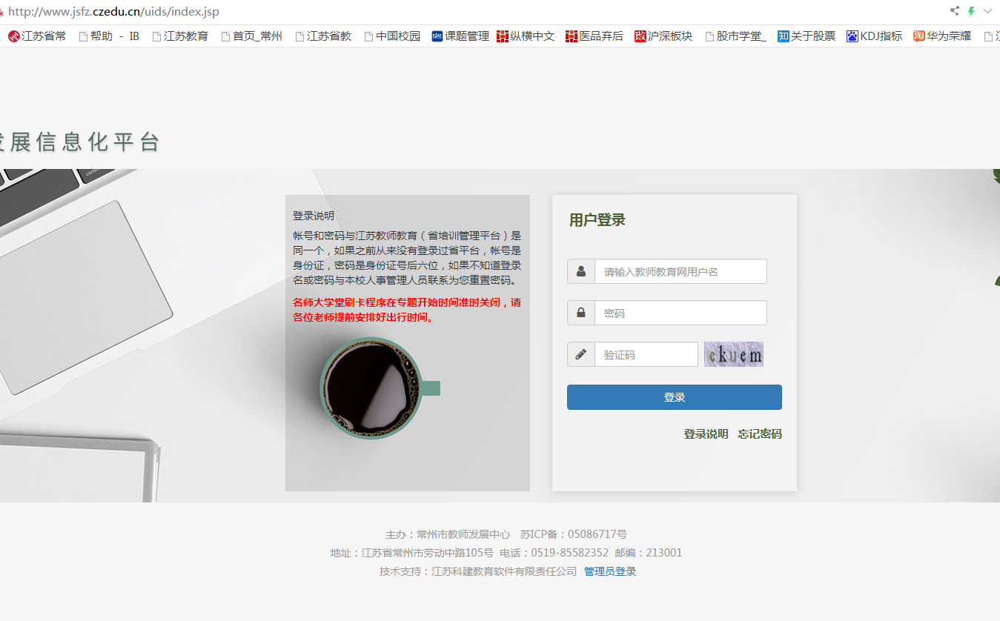 http://www.jsfz.czedu.cn/uids/index.jsp
江苏省常 帮助 - IB 江苏教育 首页_常州 江苏省教 中国校园 课题管理 纵横中文 医品弃后 沪深板块 股市学堂_ 关于股票 KDJ指标 华为荣耀
展信息化平台
登录说明
帐号和密码与江苏教师教育（省培训管理平台）是
同一个，如果之前从来没有登录过省平台，帐号是
身份证，密码是身份证号后六位，如果不知道登录
名或密码与本校人事管理人员联系为您重置密码。
名师大学堂刷卡程序在专题开始时间准时关闭，请
各位老师提前安排好出行时间。
用户登录
请输入教师教育网用户名
密码
验证码 ckuem
登录
登录说明 忘记密码
主办：常州市教师发展中心 苏ICP备：05086717号
地址：江苏省常州市劳动中路105号 电话：0519-85582352 邮编：213001
技术支持：江苏科建教育软件有限责任公司 管理员登录